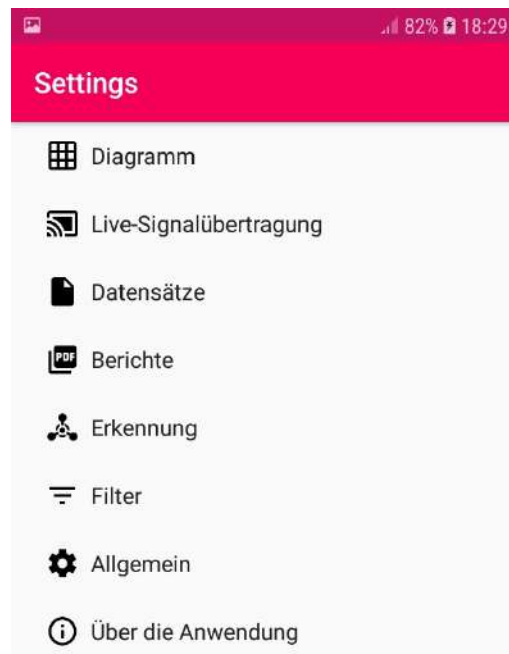 82% 18:29
Settings
Diagramm
Live-Signalübertragung
Datensätze
PDF Berichte
Erkennung
Filter
Allgemein
Über die Anwendung